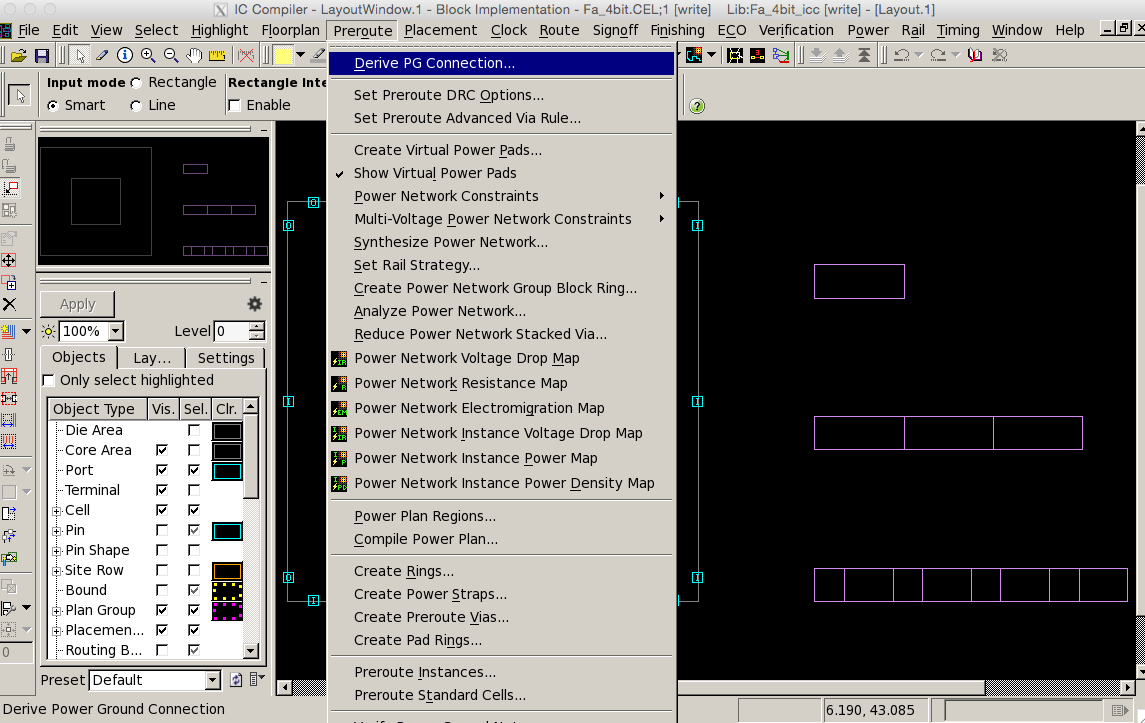 IC Compiler - LayoutWindow.1 - Block Implementation - Fa_4bit.CEL;1 [write]    Lib:Fa_4bit_icc [write] - [Layout.1]
File Edit View Select Highlight Floorplan Preroute Placement Clock Route Signoff Finishing ECO Verification Power Rail Timing Window Help
Input mode Rectangle Rectangle Inte
Smart Line Enable
Derive PG Connection...
Set Preroute DRC Options...
Set Preroute Advanced Via Rule...
Create Virtual Power Pads...
Show Virtual Power Pads
Power Network Constraints
Multi-Voltage Power Network Constraints
Synthesize Power Network...
Set Rail Strategy...
Create Power Network Group Block Ring...
Analyze Power Network...
Reduce Power Network Stacked Via...
Power Network Voltage Drop Map
Power Network Resistance Map
Power Network Electromigration Map
Power Network Instance Voltage Drop Map
Power Network Instance Power Map
Power Network Instance Power Density Map
Power Plan Regions...
Compile Power Plan...
Create Rings...
Create Power Straps...
Create Preroute Vias...
Create Pad Rings...
Preroute Instances...
Preroute Standard Cells...
Apply
100% Level 0
Objects Lay... Settings
Only select highlighted
Object Type Vis. Sel. Clr.
Die Area
Core Area
Port
Terminal
Cell
Pin
Pin Shape
Site Row
Bound
Plan Group
Placemen...
Routing B...
0
Preset Default
Derive Power Ground Connection
6.190, 43.085